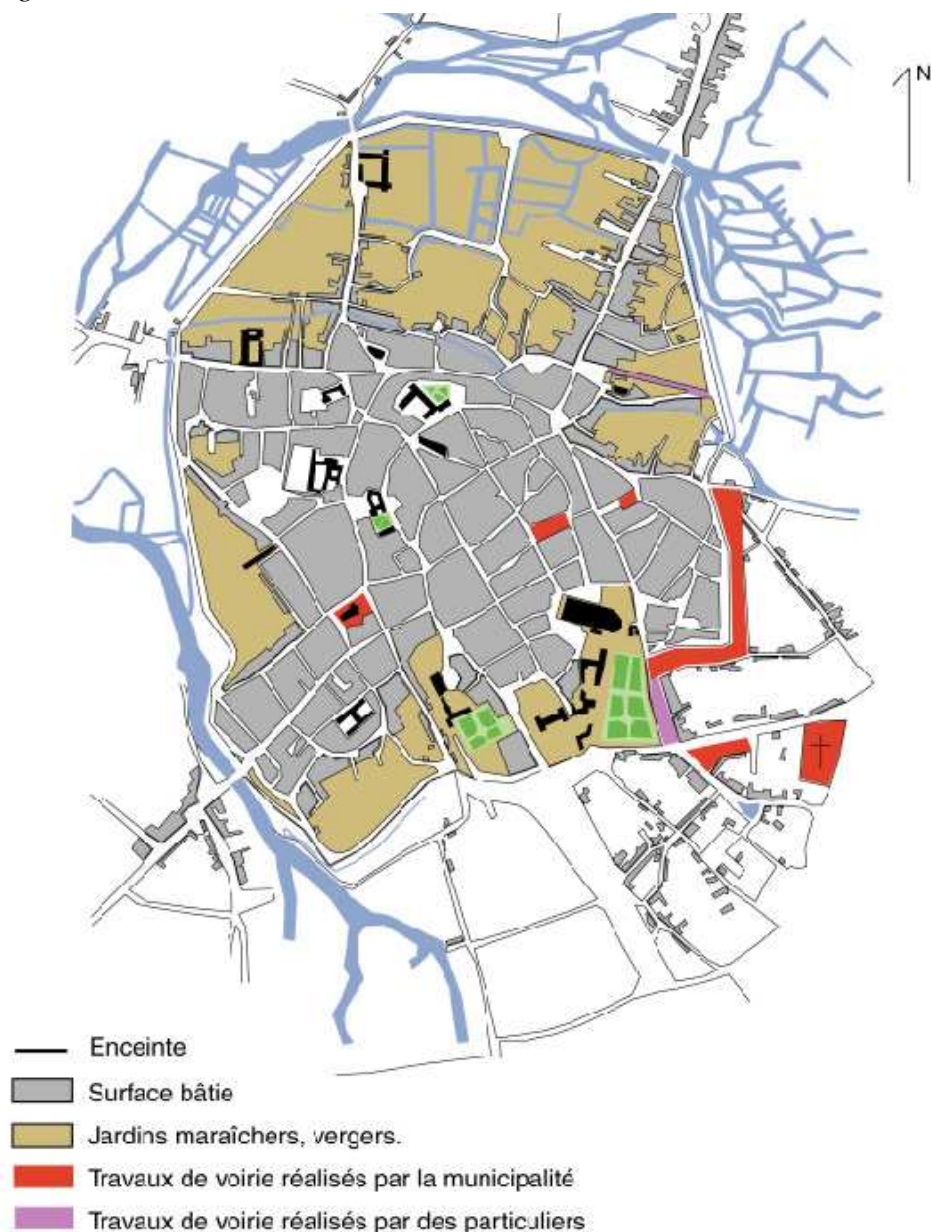 N
Enceinte
Surface bâtie
Jardins maraîchers, vergers.
Travaux de voirie réalisés par la municipalité
Travaux de voirie réalisés par des particuliers